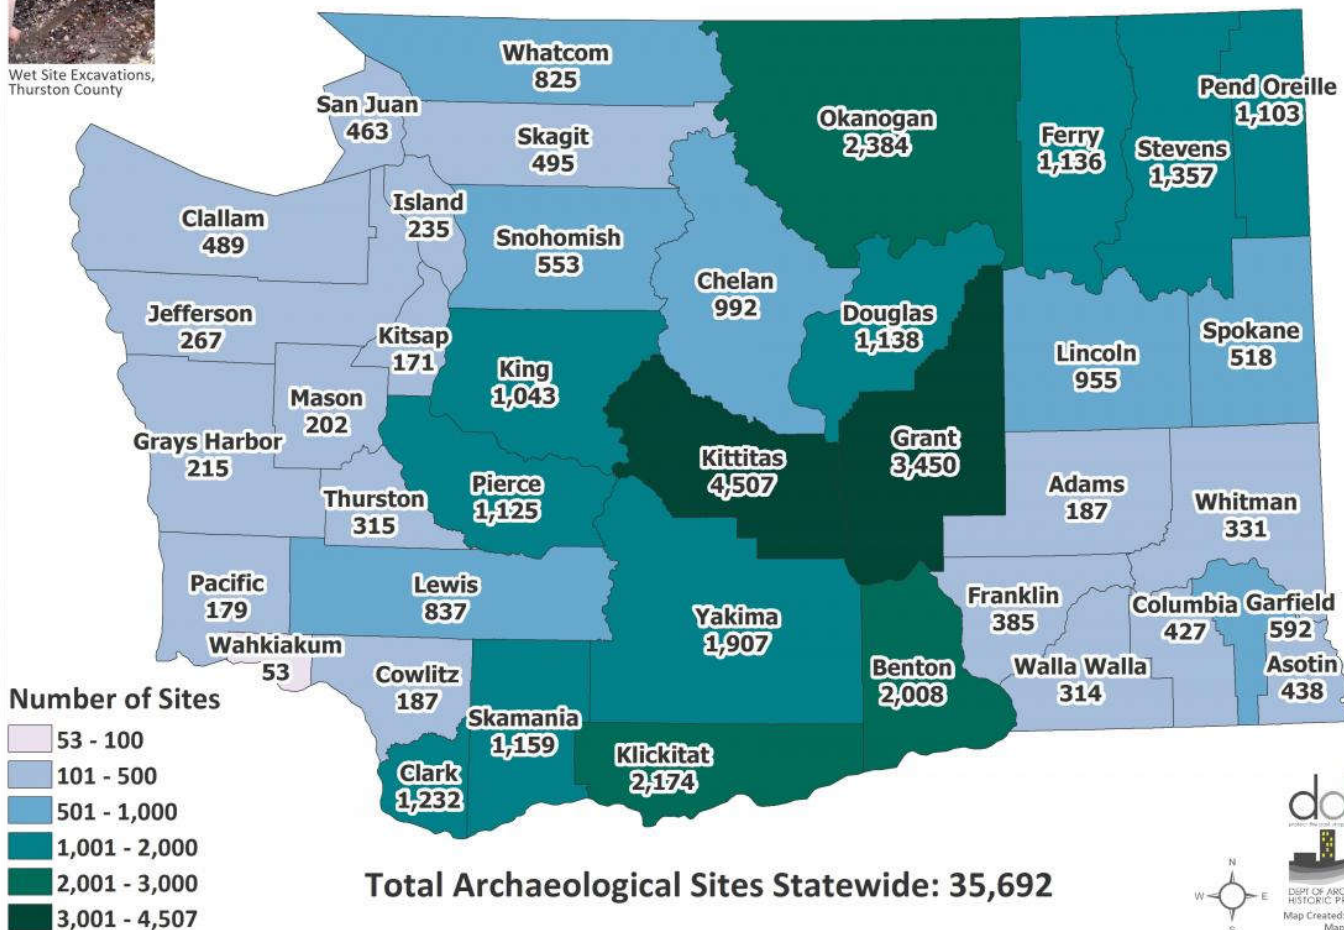 Wet Site Excavations,
Thurston County
Whatcom
825
San Juan
463
Skagit
495
Okanogan
2,384
Ferry
1,136
Stevens
1,357
Pend Oreille
1,103
Clallam
489
Island
235
Snohomish
553
Chelan
992
Douglas
1,138
Jefferson
267
Kitsap
171
King
1,043
Lincoln
955
Spokane
518
Mason
202
Grays Harbor
215
Kittitas
4,507
Grant
3,450
Thurston
315
Pierce
1,125
Adams
187
Whitman
331
Pacific
179
Lewis
837
Yakima
1,907
Franklin
385
Columbia
427
Garfield
592
Wahkiakum
53
Cowlitz
187
Benton
2,008
Walla Walla
314
Asotin
438
Skamania
1,159
Klickitat
2,174
Clark
1,232
Number of Sites
53 - 100
101 - 500
501 - 1,000
1,001 - 2,000
2,001 - 3,000
3,001 - 4,507
Total Archaeological Sites Statewide: 35,692
N
W E
S
DEPT OF
HISTORIC
Map Created: